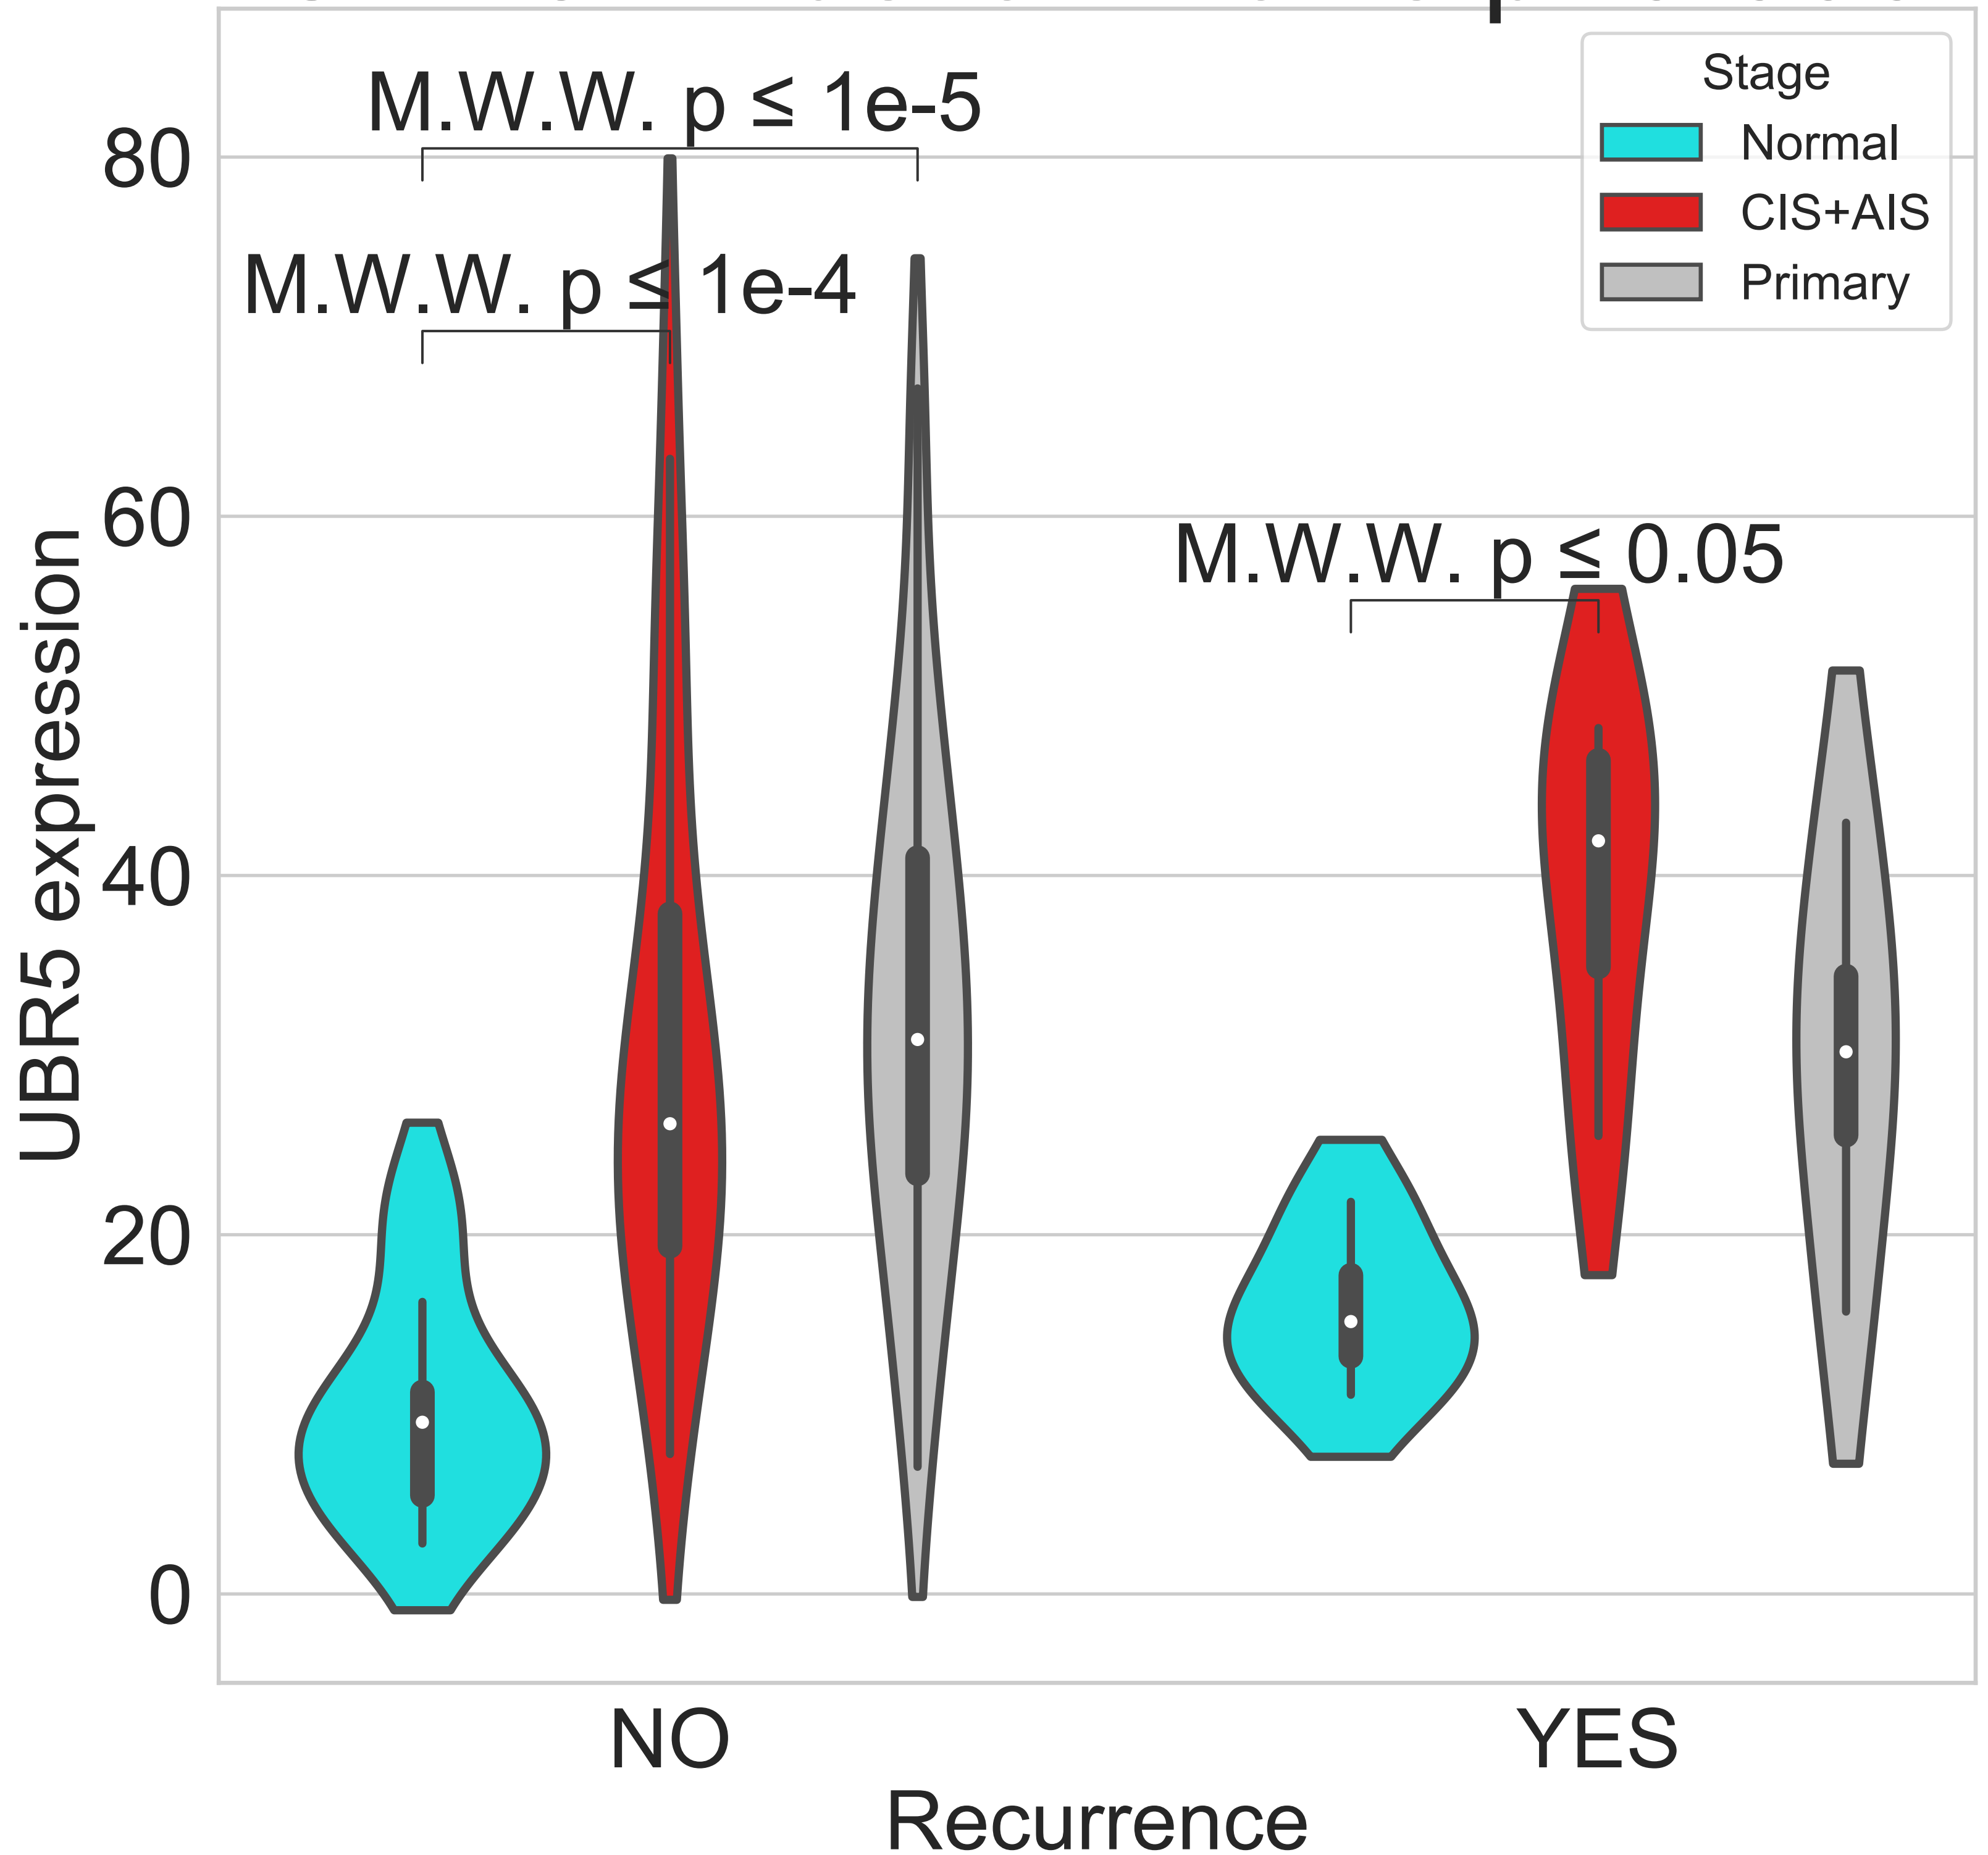 M.W.W. p ≤ 1e-5
M.W.W. p ≤ 1e-4
M.W.W. p ≤ 0.05
Stage
Normal
CIS+AIS
Primary
80
60
40
20
0
UBR5 expression
NO
YES
Recurrence